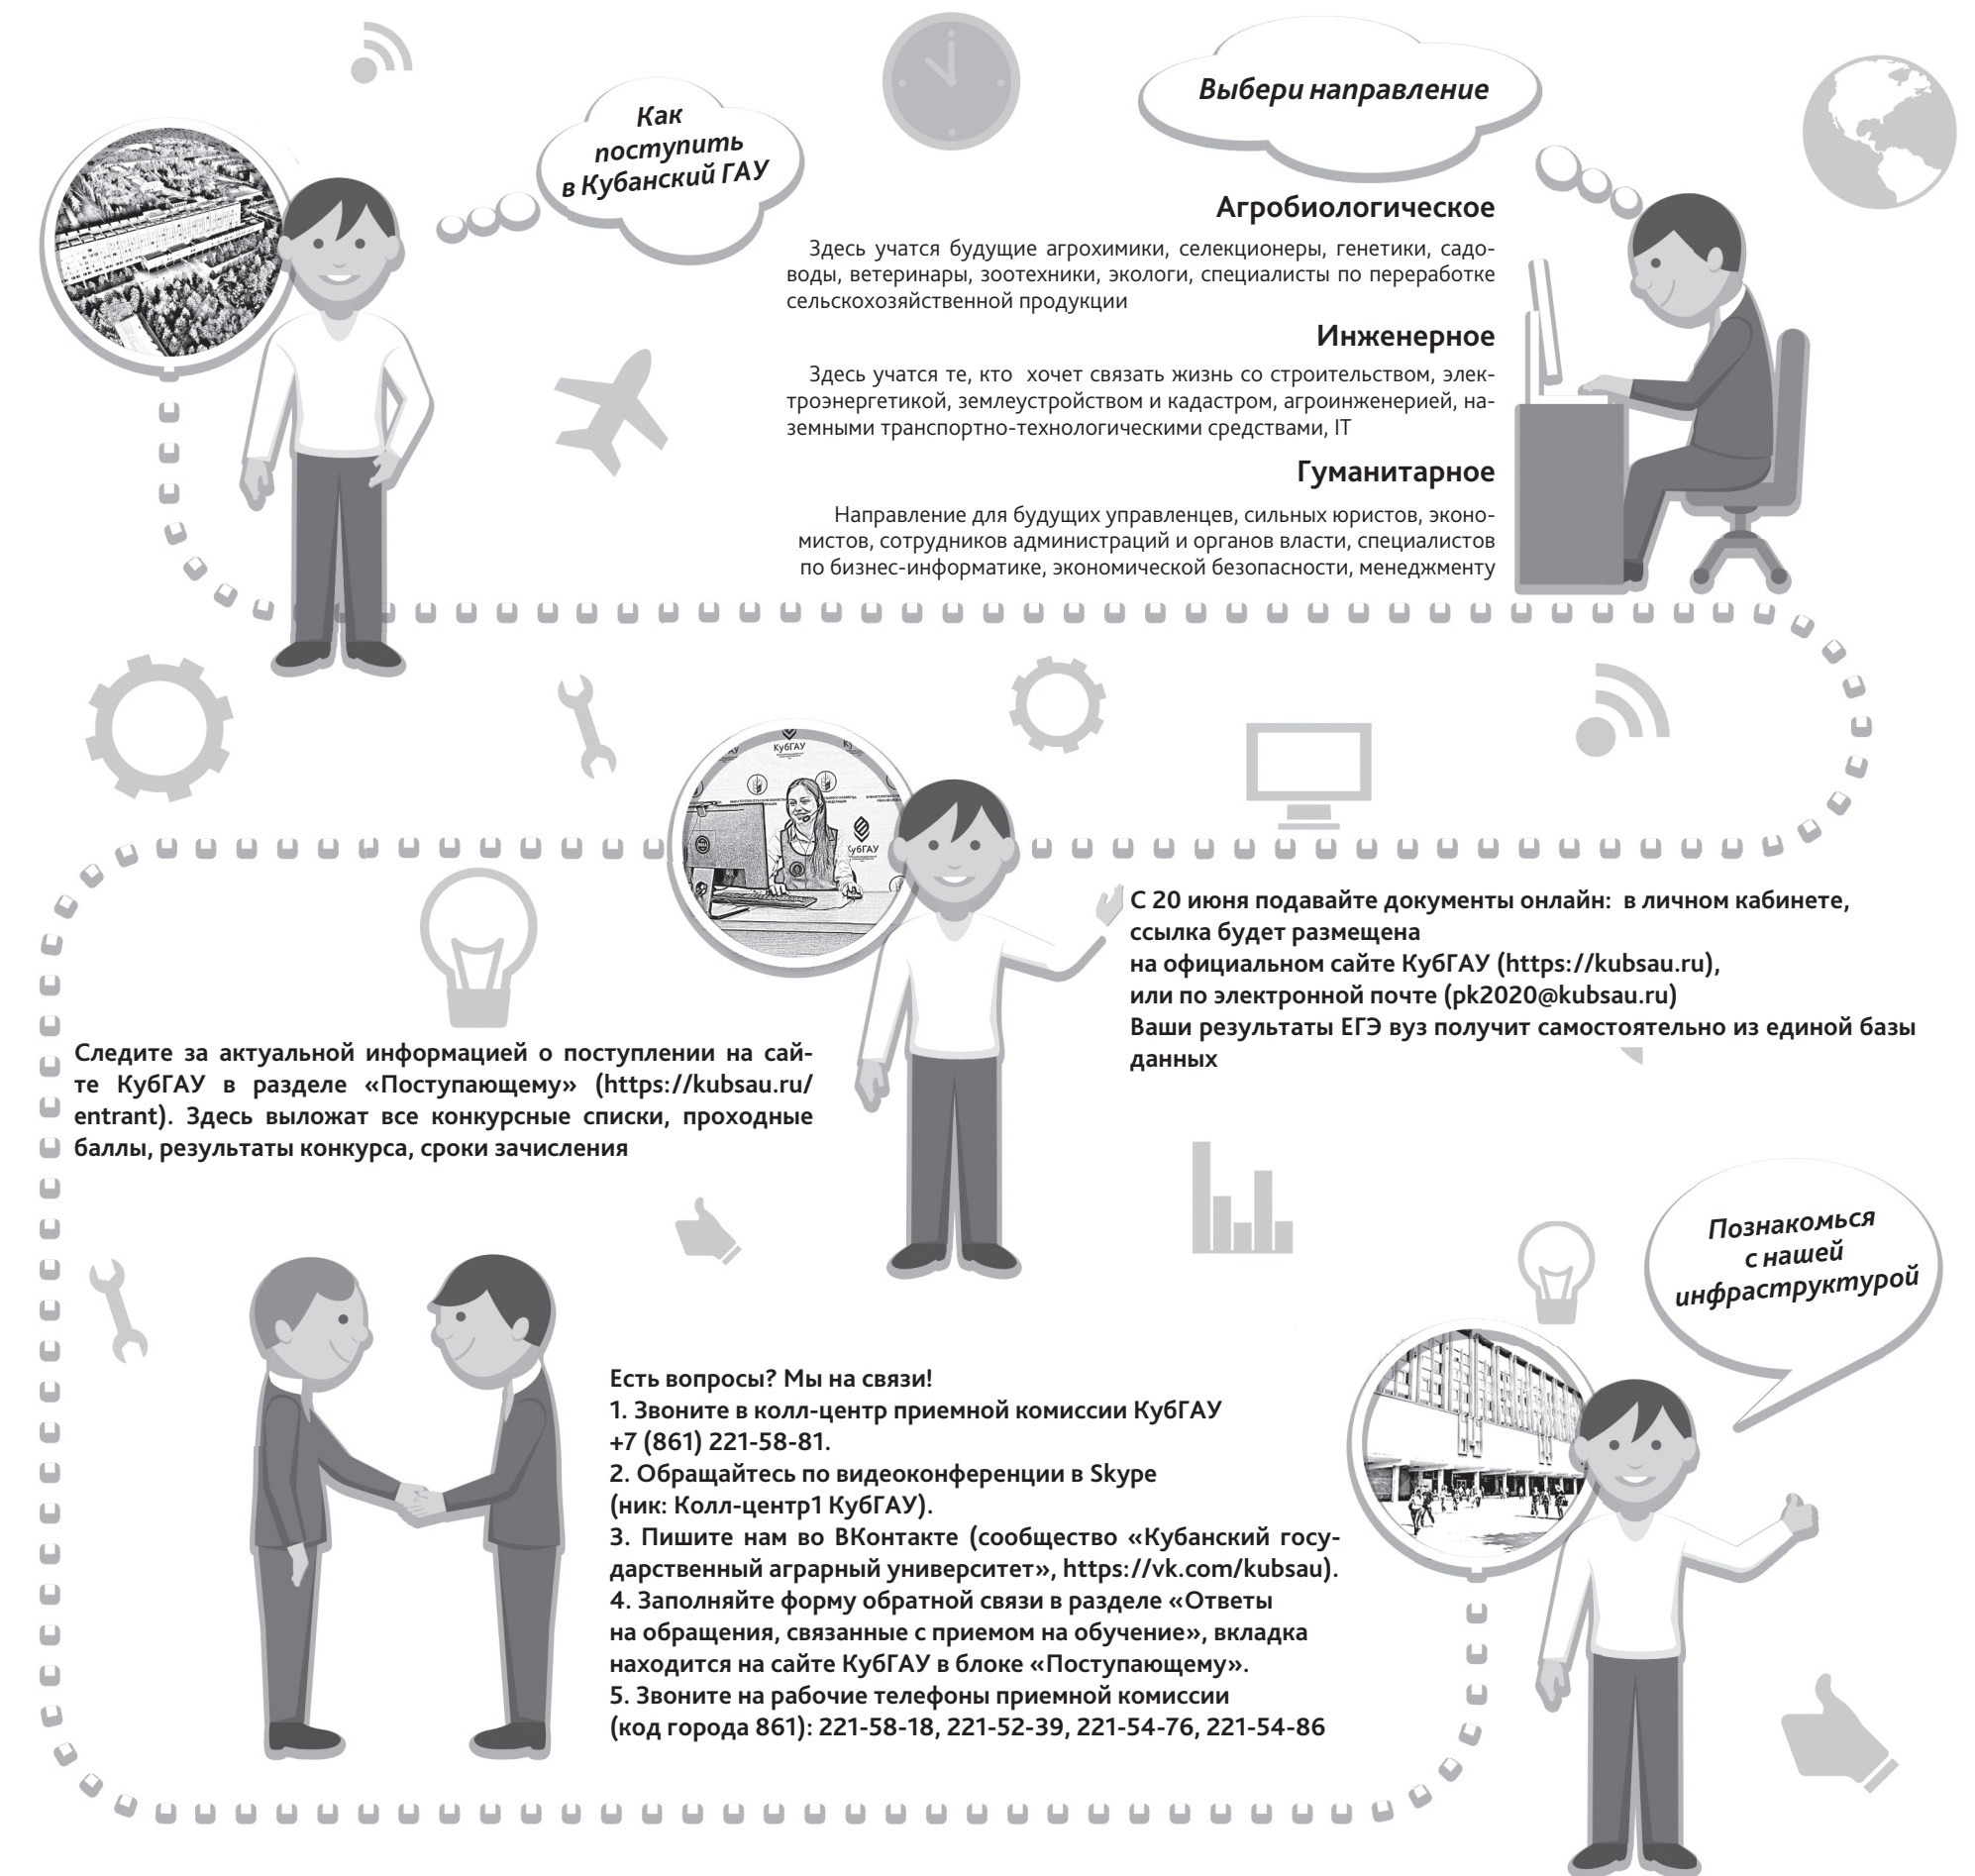 Как
поступить
в Кубанский ГАУ
Выбери направление
Агробиологическое
Здесь учатся будущие агрохимики, селекционеры, генетики, садо-
воды, ветеринары, зоотехники, экологи, специалисты по переработке
сельскохозяйственной продукции
Инженерное
Здесь учатся те, кто хочет связать жизнь со строительством, элек-
троэнергетикой, землеустройством и кадастром, агроинженерией, на-
земными транспортно-технологическими средствами, IT
Гуманитарное
Направление для будущих управленцев, сильных юристов, эконо-
мистов, сотрудников администраций и органов власти, специалистов
по бизнес-информатике, экономической безопасности, менеджменту
КубГАУ
КубГАУ
С 20 июня подавайте документы онлайн: в личном кабинете,
ссылка будет размещена
на официальном сайте КубГАУ (https://kubsau.ru),
или по электронной почте (pk2020@kubsau.ru)
Ваши результаты ЕГЭ вуз получит самостоятельно из единой базы
данных
Следите за актуальной информацией о поступлении на сай-
те КубГАУ в разделе «Поступающему» (https://kubsau.ru/
entrant). Здесь выложат все конкурсные списки, проходные
баллы, результаты конкурса, сроки зачисления
Познакомься
с нашей
инфраструктурой
Есть вопросы? Мы на связи!
1. Звоните в колл-центр приемной комиссии КубГАУ
+7 (861) 221-58-81.
2. Обращайтесь по видеоконференции в Skype
(ник: Колл-центр1 КубГАУ).
3. Пишите нам во ВКонтакте (сообщество «Кубанский госу-
дарственный аграрный университет», https://vk.com/kubsau).
4. Заполняйте форму обратной связи в разделе «Ответы
на обращения, связанные с приемом на обучение», вкладка
находится на сайте КубГАУ в блоке «Поступающему».
5. Звоните на рабочие телефоны приемной комиссии
(код города 861): 221-58-18, 221-52-39, 221-54-76, 221-54-86